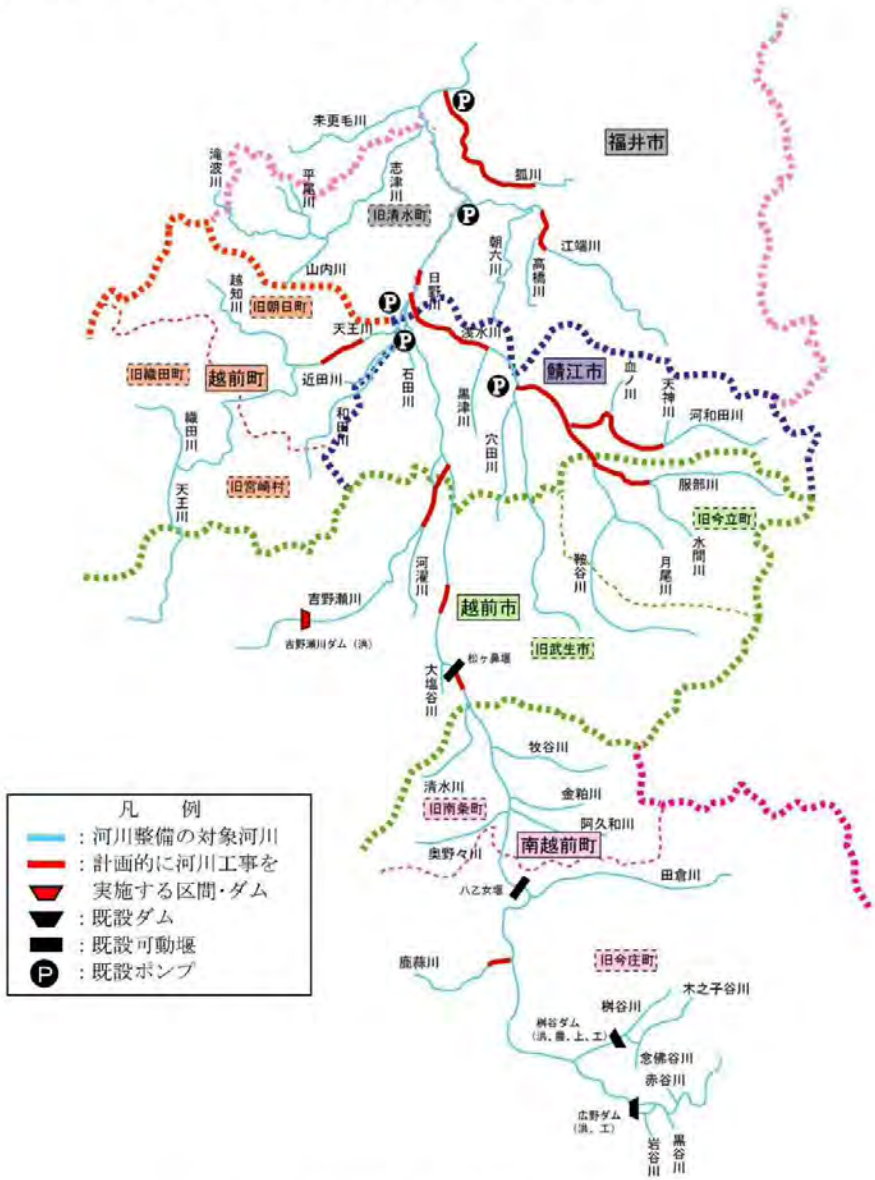 P
未更毛川
福井市
滝波川
平尾川
志津川
狐川
旧清水町
P
朝六川
高橋川
江端川
山内川
越知川
日野川
旧朝日町
P
天王川
浅水川
P
旧織田町
越前町
近田川
石田川
鯖江市
血ノ川
天神川
P
黒津川
河和田川
織田川
和田川
穴田川
旧宮崎村
服部川
天王川
旧今立町
水間川
鞍谷川
月尾川
河濯川
吉野瀬川
越前市
吉野瀬川ダム（洪）
旧武生市
松ヶ鼻堰
大塩谷川
牧谷川
清水川
金粕川
旧南条町
阿久和川
奥野々川
南越前町
八乙女堰
田倉川
鹿蒜川
旧今庄町
木之子谷川
桝谷川
桝谷ダム
（洪、農、上、工）
念佛谷川
赤谷川
広野ダム
（洪、工）
岩谷川
黒谷川
凡 例
：河川整備の対象河川
：計画的に河川工事を
実施する区間・ダム
：既設ダム
：既設可動堰
P ：既設ポンプ